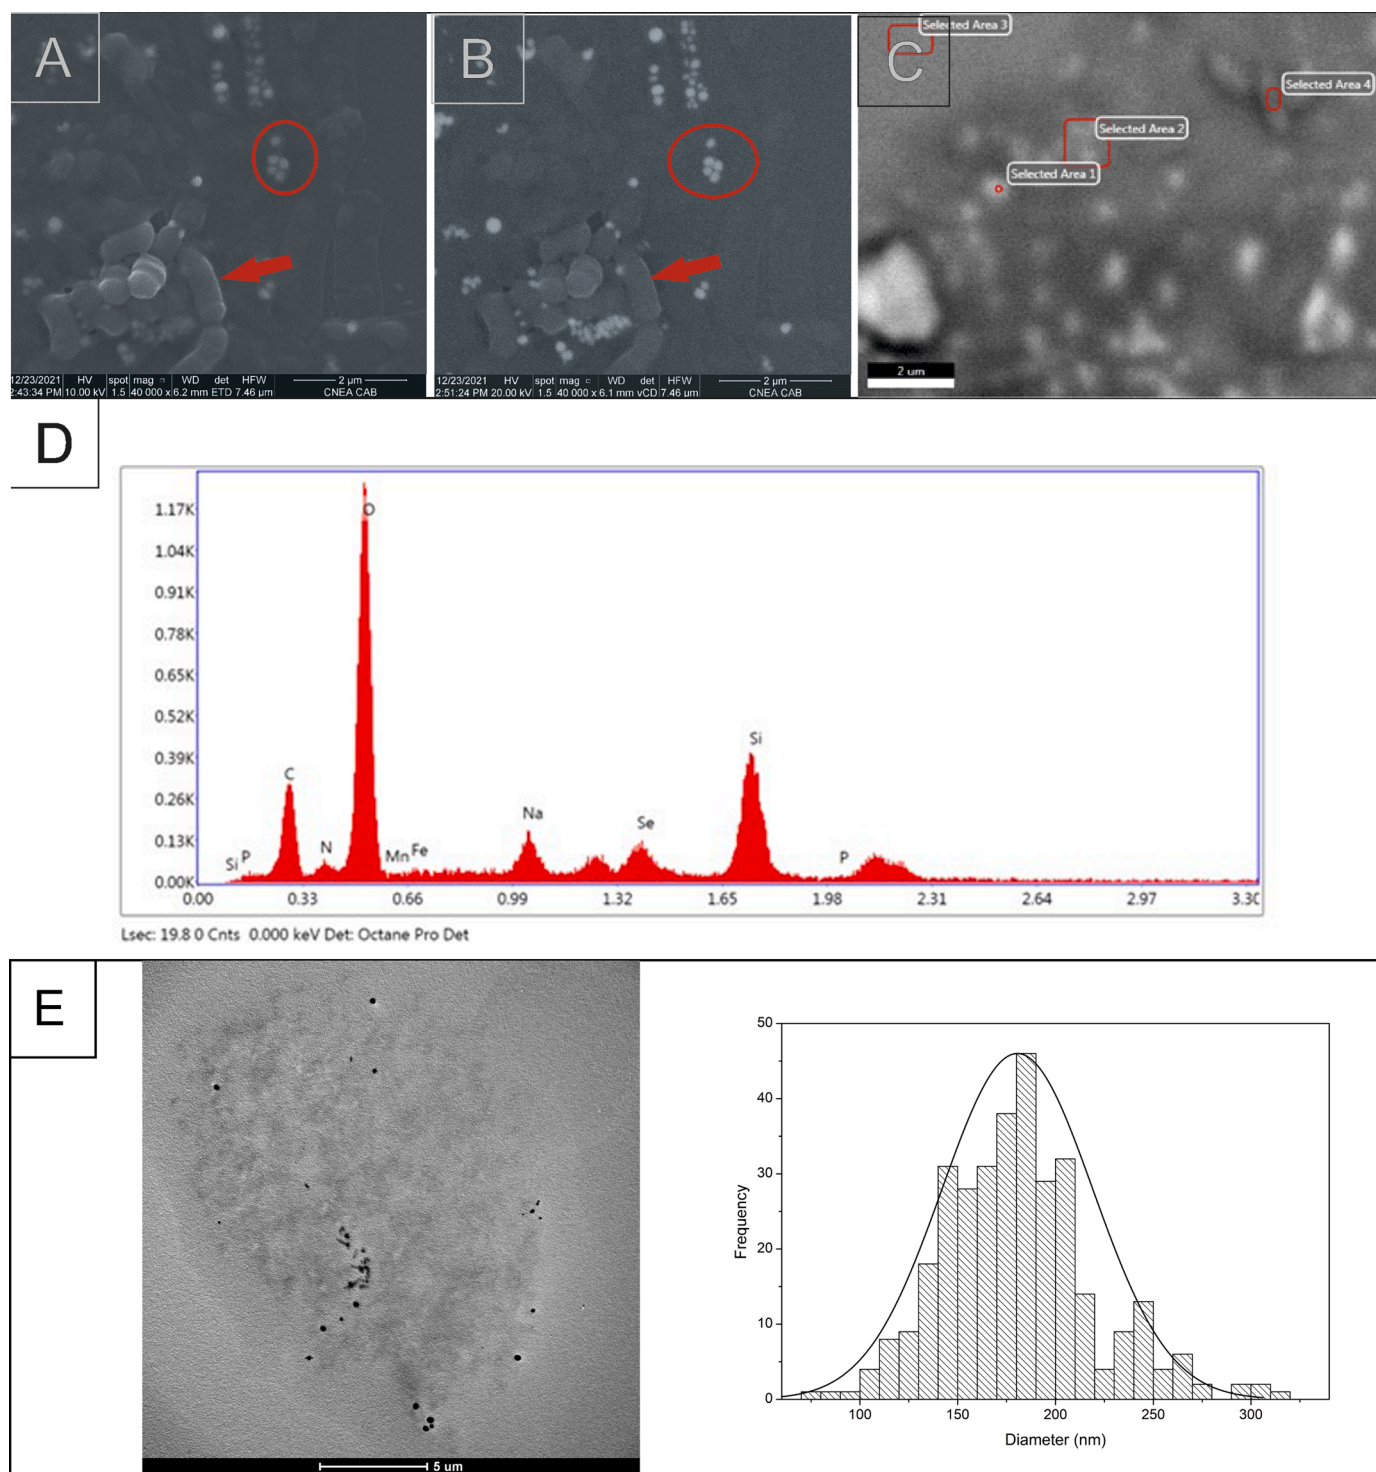 A
12/23/2021 HV spot mag □ WD det HFW 2 µm
2:43:34 PM 10.00 kV 1.5 40 000 x 6.2 mm ETD 7.46 µm CNEA CAB
B
12/23/2021 HV spot mag □ WD det HFW 2 µm
2:51:24 PM 20.00 kV 1.5 40 000 x 6.1 mm vCD 7.46 µm CNEA CAB
C
Selected Area 3
Selected Area 4
Selected Area 2
Selected Area 1
2 um
D
1.17K
1.04K
0.91K
0.78K
0.65K
0.52K
0.39K
0.26K
0.13K
0.00K
O
Si
C
Na
Se
N
Mn Fe
Si P
P
0.00 0.33 0.66 0.99 1.32 1.65 1.98 2.31 2.64 2.97 3.30
Lsec: 19.8 0 Cnts 0.000 keV Det: Octane Pro Det
E
5 um
50
40
30
20
10
0
Frequency
100 150 200 250 300
Diameter (nm)